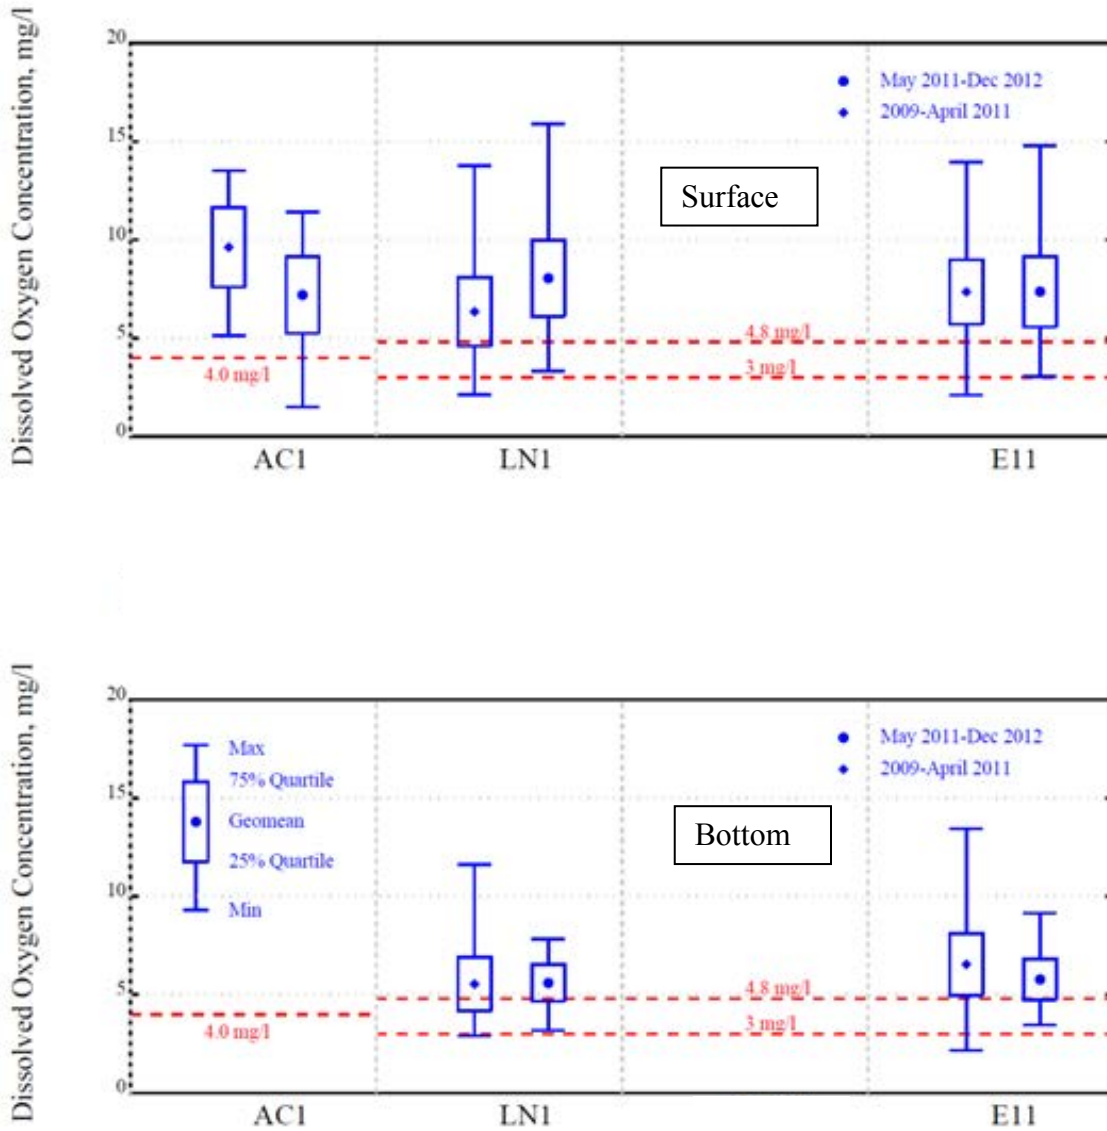 Dissolved Oxygen Concentration, mg/l
20
15
10
5
0
May 2011-Dec 2012
2009-April 2011
Surface
4.8 mg/l
3 mg/l
4.0 mg/l
AC1
LN1
E11
Dissolved Oxygen Concentration, mg/l
20
15
10
5
0
Max
75% Quartile
Geomean
25% Quartile
Min
May 2011-Dec 2012
2009-April 2011
Bottom
4.8 mg/l
3 mg/l
4.0 mg/l
AC1
LN1
E11